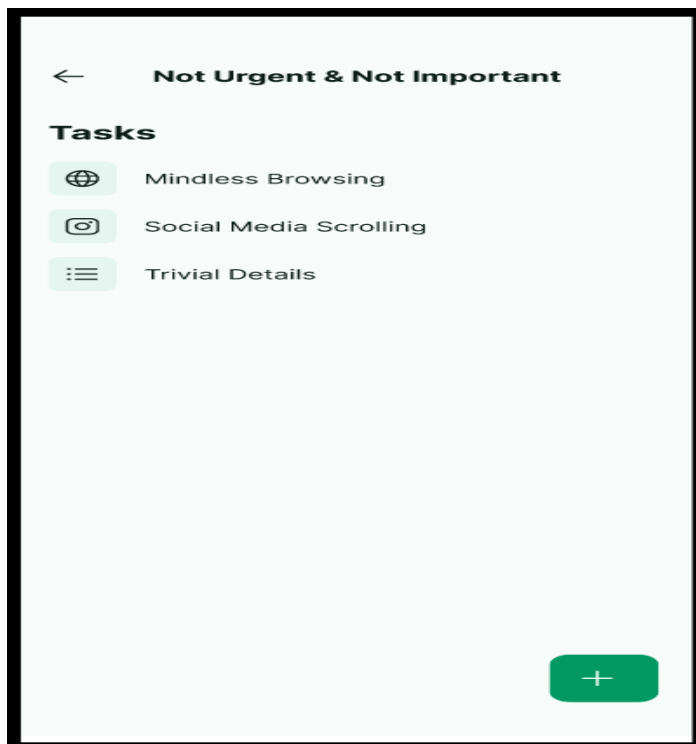 Not Urgent & Not Important
Tasks
Mindless Browsing
Social Media Scrolling
Trivial Details